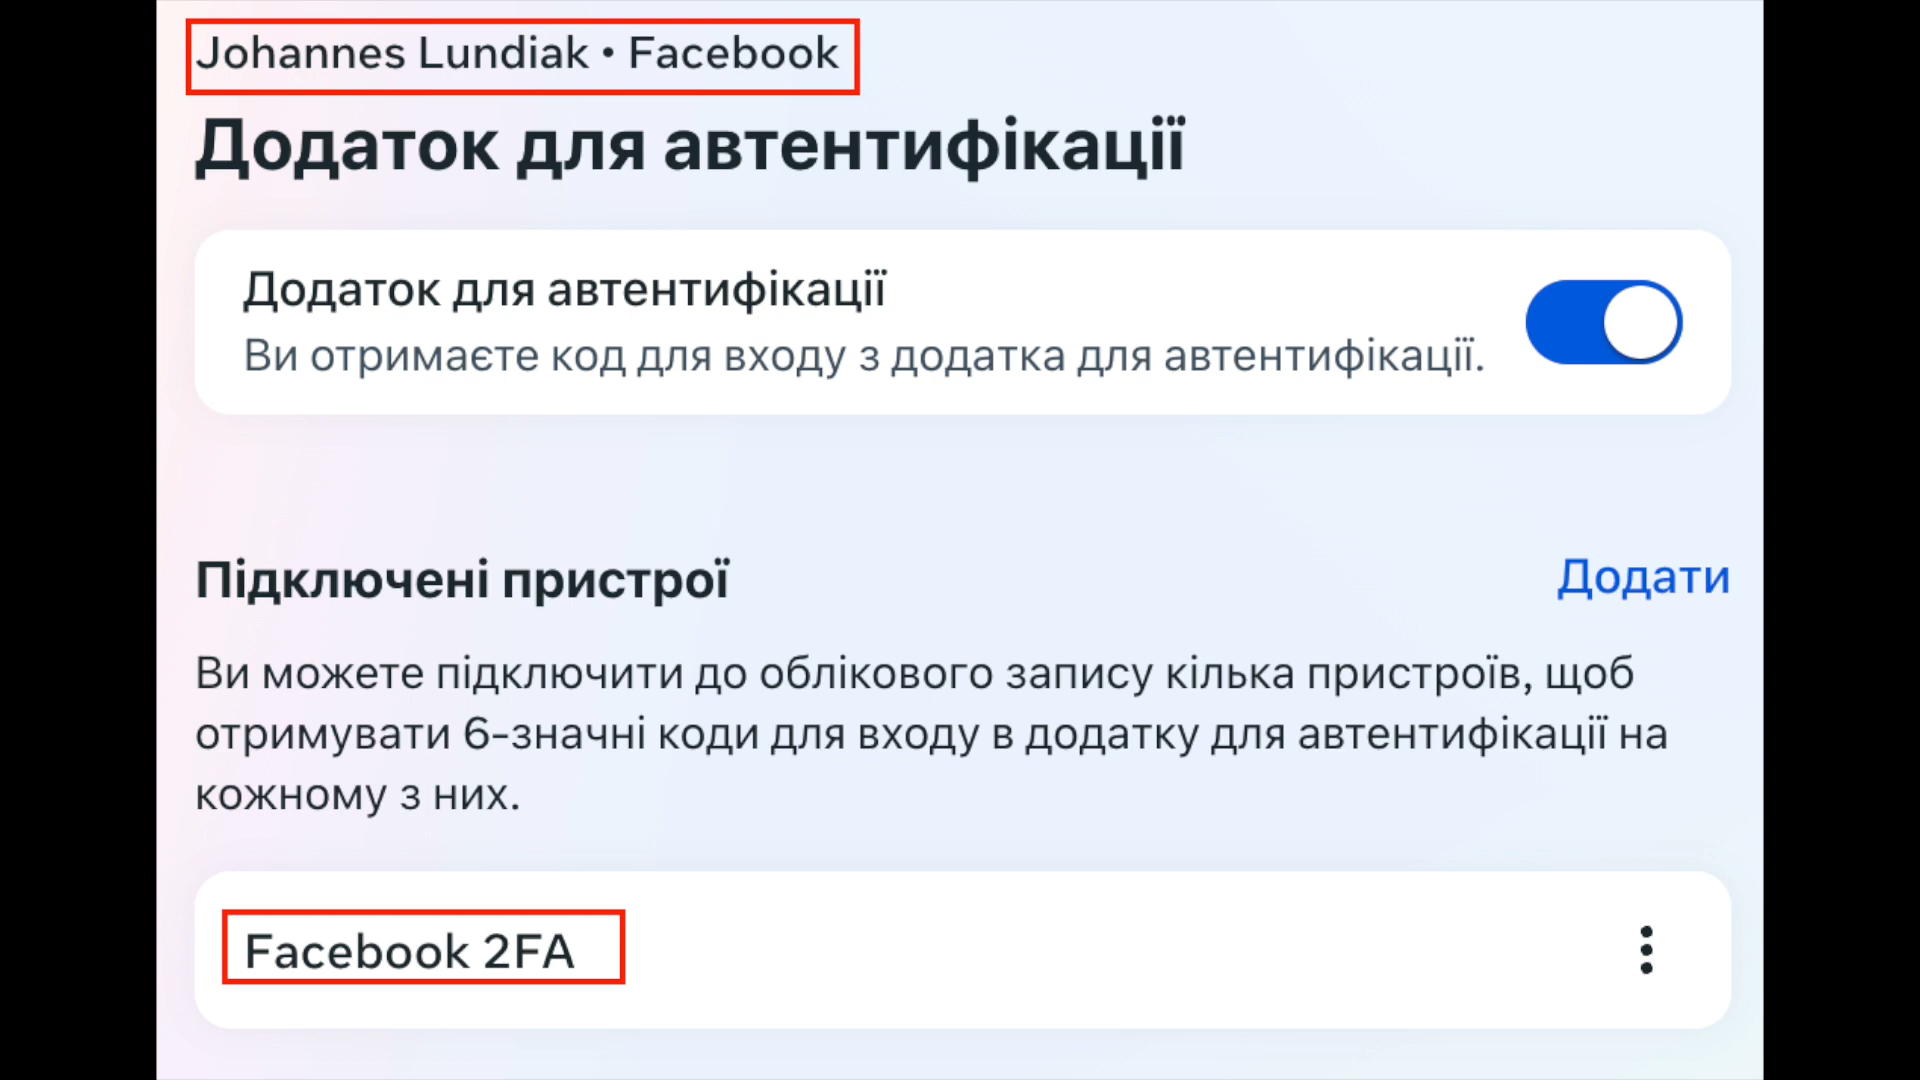 Johannes Lundiak • Facebook
Додаток для автентифікації
Додаток для автентифікації
Ви отримаєте код для входу з додатка для автентифікації.
Підключені пристрої
Додати
Ви можете підключити до облікового запису кілька пристроїв, щоб
отримувати 6-значні коди для входу в додатку для автентифікації на
кожному з них.
Facebook 2FA